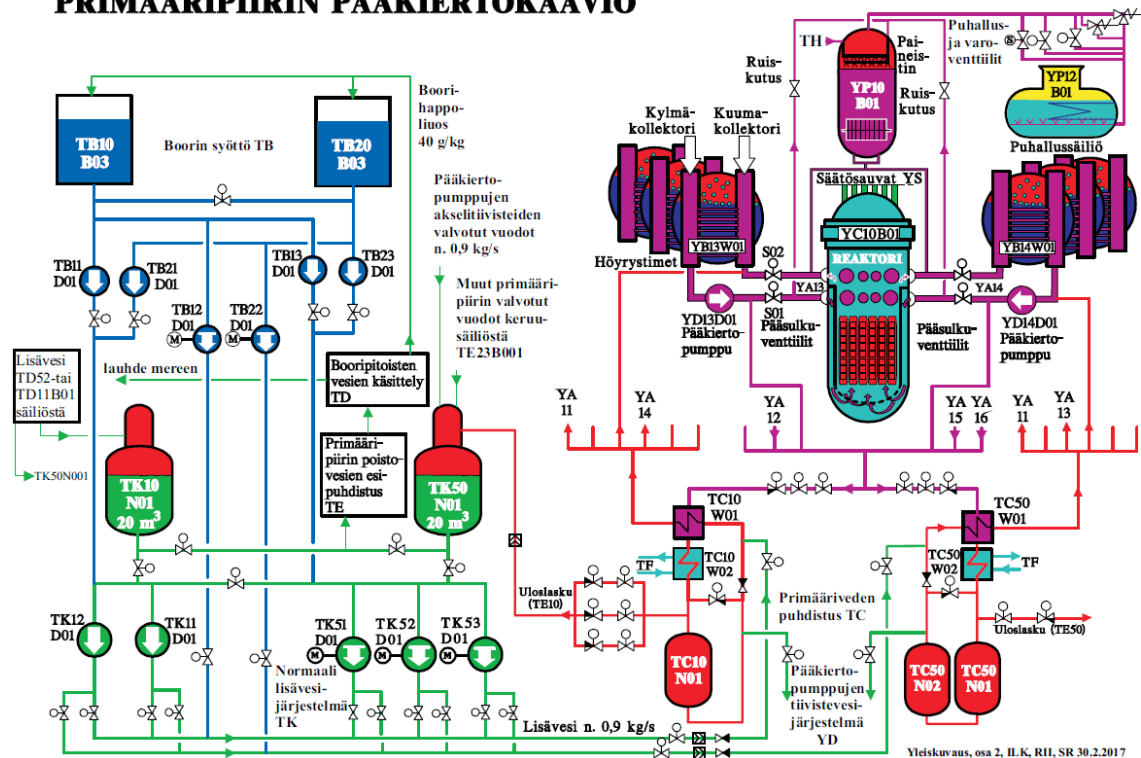 PRIMÄÄRIPIIRIN PÄÄKIERTOKAAVIO
TB10
B03
TB20
B03
Boorin syöttö TB
Boori-
happo-
liuos
40 g/kg
Pääkierto-
pumppujen
akselitiivisteiden
valvotut vuodot
n. 0,9 kg/s
Muut primääri-
piirin valvotut
vuodot keruu-
säiliöstä
TE23B001
TB11
D01
TB21
D01
TB13
D01
TB23
D01
TB12
D01
M
TB22
D01
M
Lisävesi
TD52-tai
TD11B01
säiliöstä
lauhde mereen
Booripitoisten
vesien käsittely
TD
Primääri-
piirin poisto-
vesien esi-
puhdistus
TE
TK50N001
TK10
N01
20 m³
TK50
N01
20 m³
TK12
D01
TK11
D01
TK51
D01
M
TK52
D01
M
TK53
D01
M
Normaali
lisävesi-
järjestelmä
TK
Lisävesi n. 0,9 kg/s
Uloslasku
(TE10)
TH
Ruis-
kutus
Pai-
neis-
tin
YP10
B01
Ruis-
kutus
Puhallus-
ja varo-
venttiilit
S
YP12
B01
Puhallussäiliö
Kylmä-
kollektori
Kuuma-
kollektori
Säätösauvat YS
YC10B01
REAKTORI
YB13W01
YB14W01
Höyrystimet
S02
YA13
YA14
S01
YD13D01
Pääkierto-
pumppu
Pääsulku-
venttiilit
Pääsulku-
venttiilit
YD14D01
Pääkierto-
pumppu
YA
11
YA
14
YA
12
YA
15
YA
16
YA
11
YA
13
TC10
W01
TC10
W02
TF
TC50
W01
TC50
W02
TF
Primääriveden
puhdistus TC
Uloslasku (TE50)
TC10
N01
Pääkierto-
pumppujen
tiivistevesi-
järjestelmä
YD
TC50
N02
TC50
N01
Yleiskuvaus, osa 2, ILK, RII, SR 30.2.2017